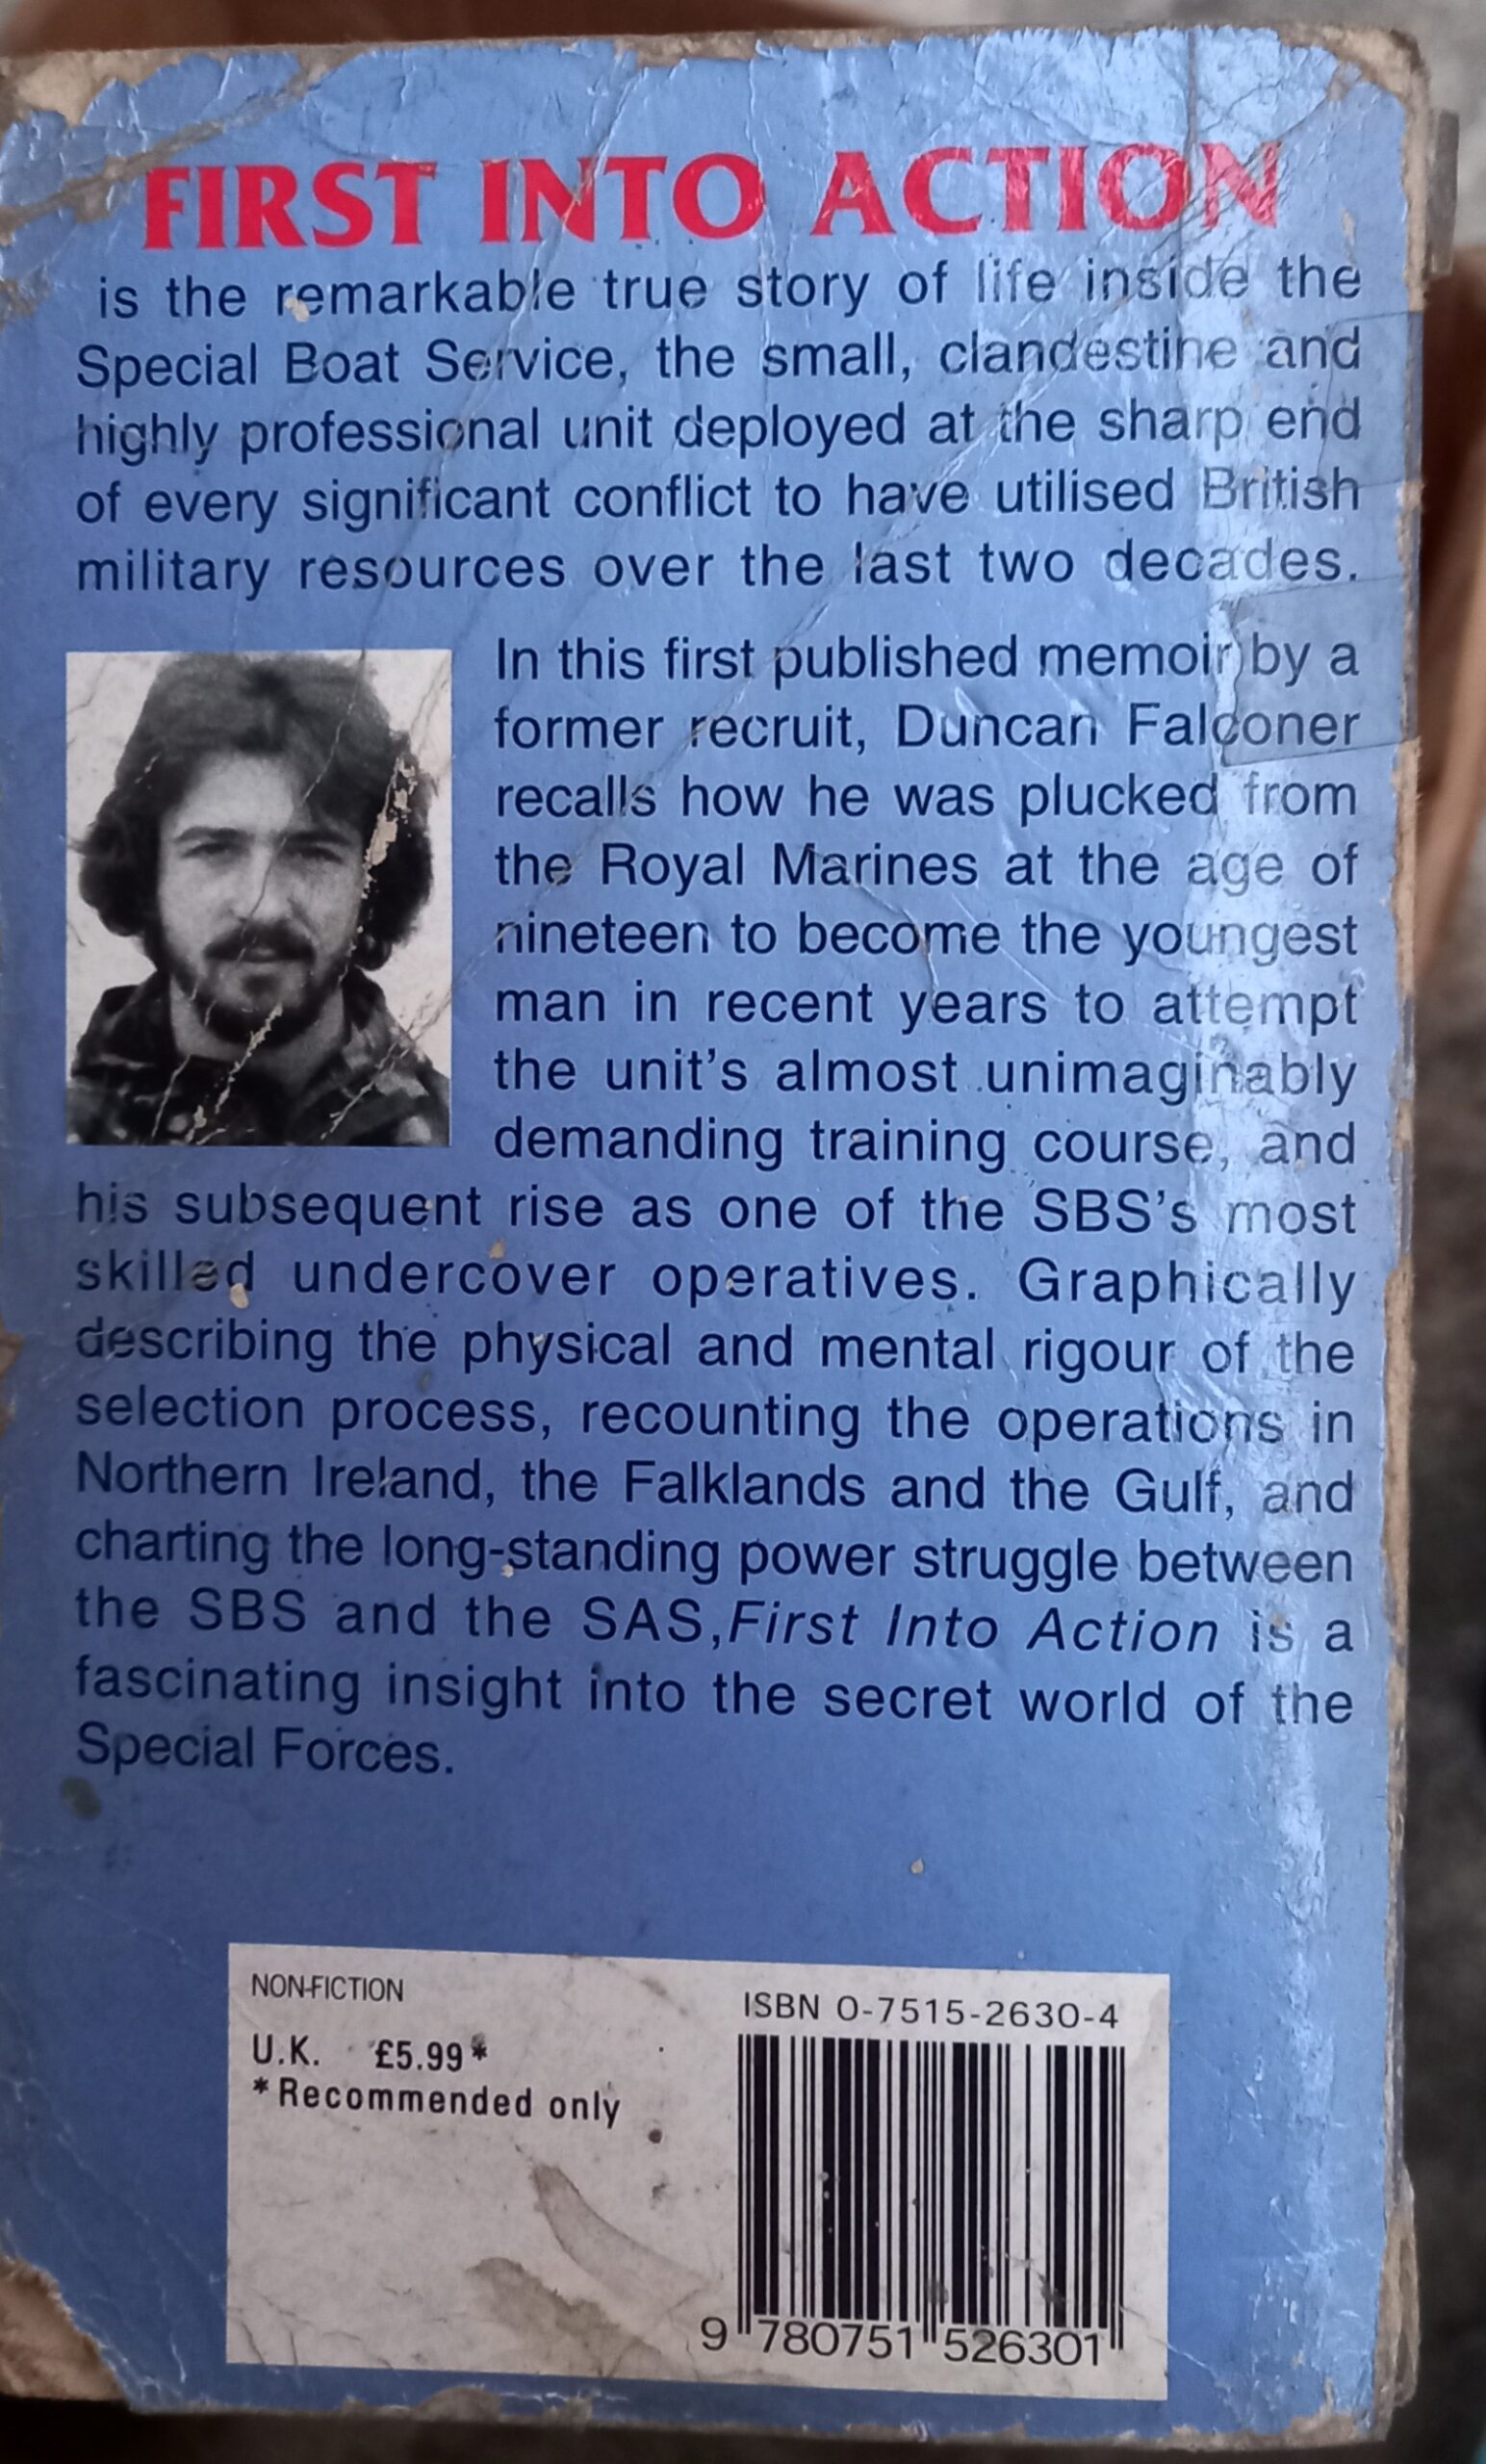 FIRST INTO ACTION
is the remarkable true story of life inside the
Special Boat Service, the small, clandestine and
highly professional unit deployed at the sharp end
of every significant conflict to have utilised British
military resources over the last two decades.
In this first published memoir by a
former recruit, Duncan Falconer
recalls how he was plucked from
the Royal Marines at the age of
nineteen to become the youngest
man in recent years to attempt
the unit's almost unimaginably
demanding training course, and
his subsequent rise as one of the SBS's most
skilled undercover operatives. Graphically
describing the physical and mental rigour of the
selection process, recounting the operations in
Northern Ireland, the Falklands and the Gulf, and
charting the long-standing power struggle between
the SBS and the SAS, First Into Action is a
fascinating insight into the secret world of the
Special Forces.
NON-FICTION
U.K. £5.99*
*Recommended only
ISBN 0-7515-2630-4
9 780751 526301